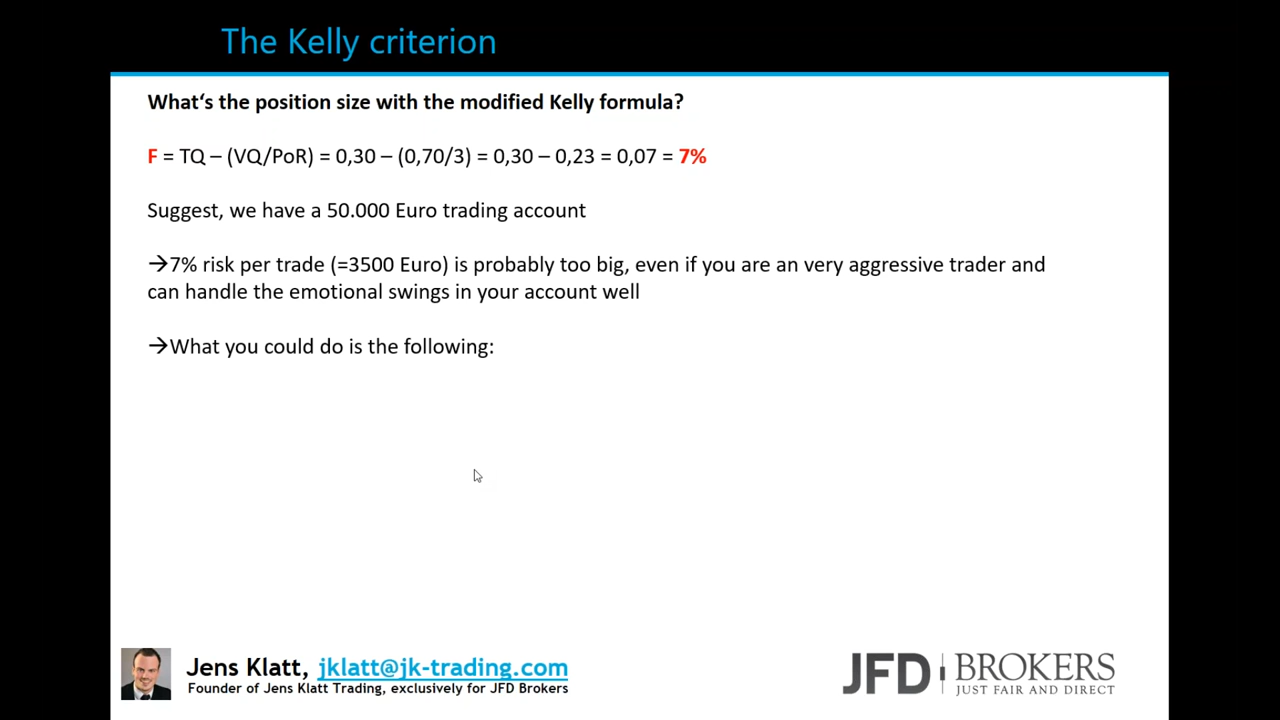 The Kelly criterion
What‘s the position size with the modified Kelly formula?
F = TQ – (VQ/PoR) = 0,30 – (0,70/3) = 0,30 – 0,23 = 0,07 = 7%
Suggest, we have a 50.000 Euro trading account
→7% risk per trade (=3500 Euro) is probably too big, even if you are an very aggressive trader and
can handle the emotional swings in your account well
→What you could do is the following:
Jens Klatt, jklatt@jk-trading.com
Founder of Jens Klatt Trading, exclusively for JFD Brokers
JFD BROKERS
JUST FAIR AND DIRECT